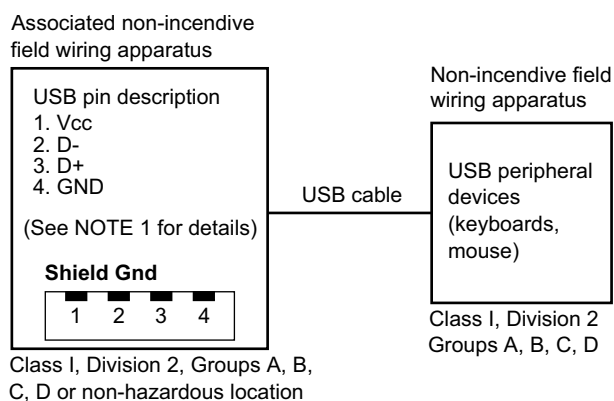 Associated non-incendive
field wiring apparatus
USB pin description
1. Vcc
2. D-
3. D+
4. GND
(See NOTE 1 for details)
Shield Gnd
1 2 3 4
Class I, Division 2, Groups A, B,
C, D or non-hazardous location
USB cable
Non-incendive field
wiring apparatus
USB peripheral
devices
(keyboards,
mouse)
Class I, Division 2
Groups A, B, C, D